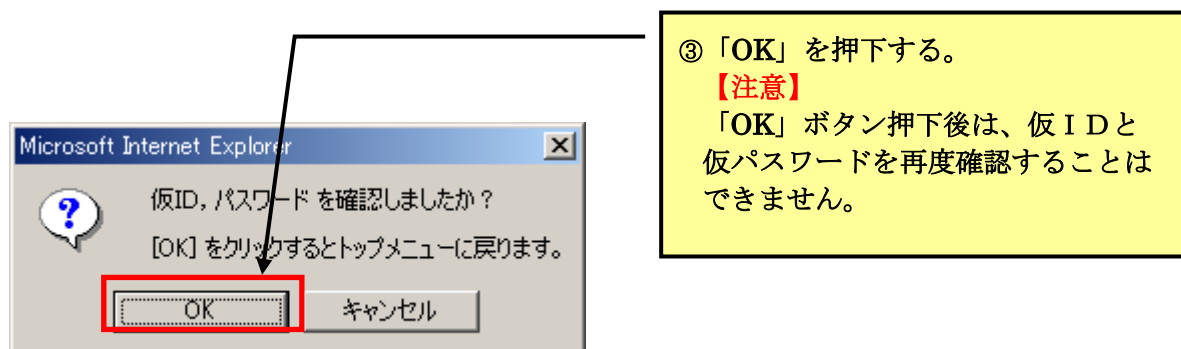 ③「OK」を押下する。
【注意】
「OK」ボタン押下後は、仮ＩＤと
仮パスワードを再度確認することは
できません。
Microsoft Internet Explorer
仮ID, パスワード を確認しましたか？
[OK] をクリックするとトップメニューに戻ります。
OK
キャンセル